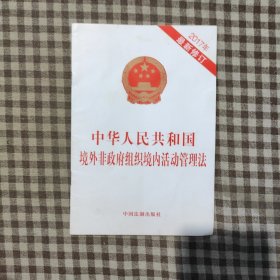 2017年
最新修订
中华人民共和国
境外非政府组织境内活动管理法
中国法制出版社